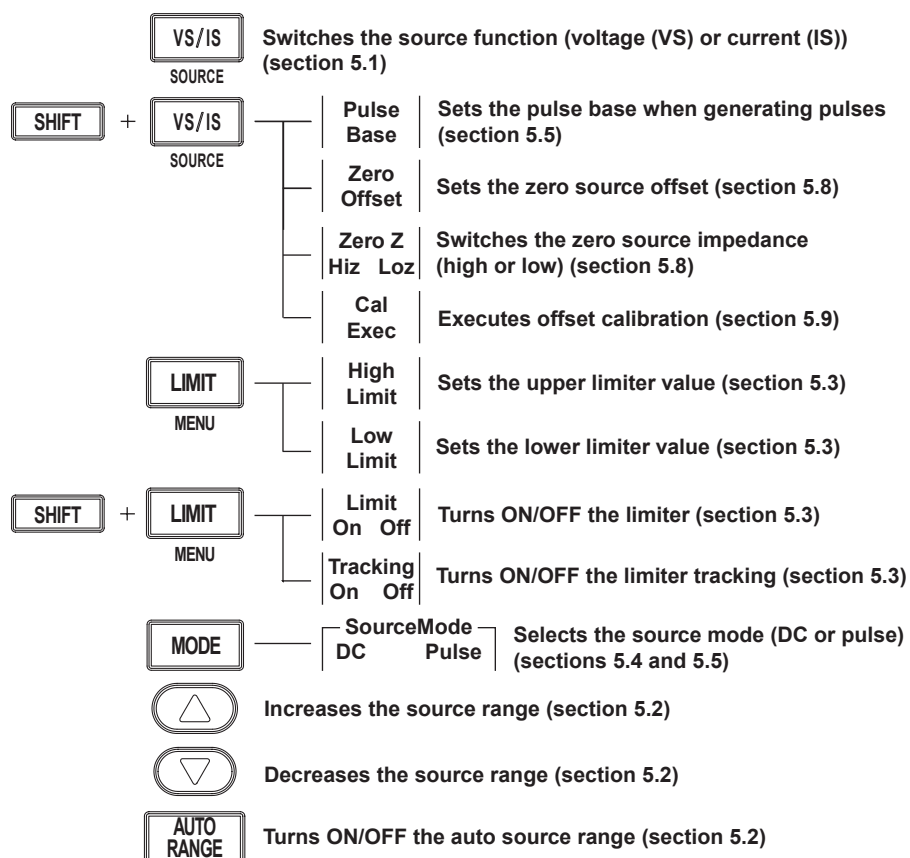 VS/IS
SOURCE
Switches the source function (voltage (VS) or current (IS))
(section 5.1)
SHIFT + VS/IS
SOURCE
Pulse
Base
Sets the pulse base when generating pulses
(section 5.5)
Zero
Offset
Sets the zero source offset (section 5.8)
Zero Z
Hiz Loz
Switches the zero source impedance
(high or low) (section 5.8)
Cal
Exec
Executes offset calibration (section 5.9)
LIMIT
MENU
High
Limit
Sets the upper limiter value (section 5.3)
Low
Limit
Sets the lower limiter value (section 5.3)
SHIFT + LIMIT
MENU
Limit
On Off
Turns ON/OFF the limiter (section 5.3)
Tracking
On Off
Turns ON/OFF the limiter tracking (section 5.3)
MODE
SourceMode
DC Pulse
Selects the source mode (DC or pulse)
(sections 5.4 and 5.5)
Increases the source range (section 5.2)
Decreases the source range (section 5.2)
AUTO
RANGE
Turns ON/OFF the auto source range (section 5.2)